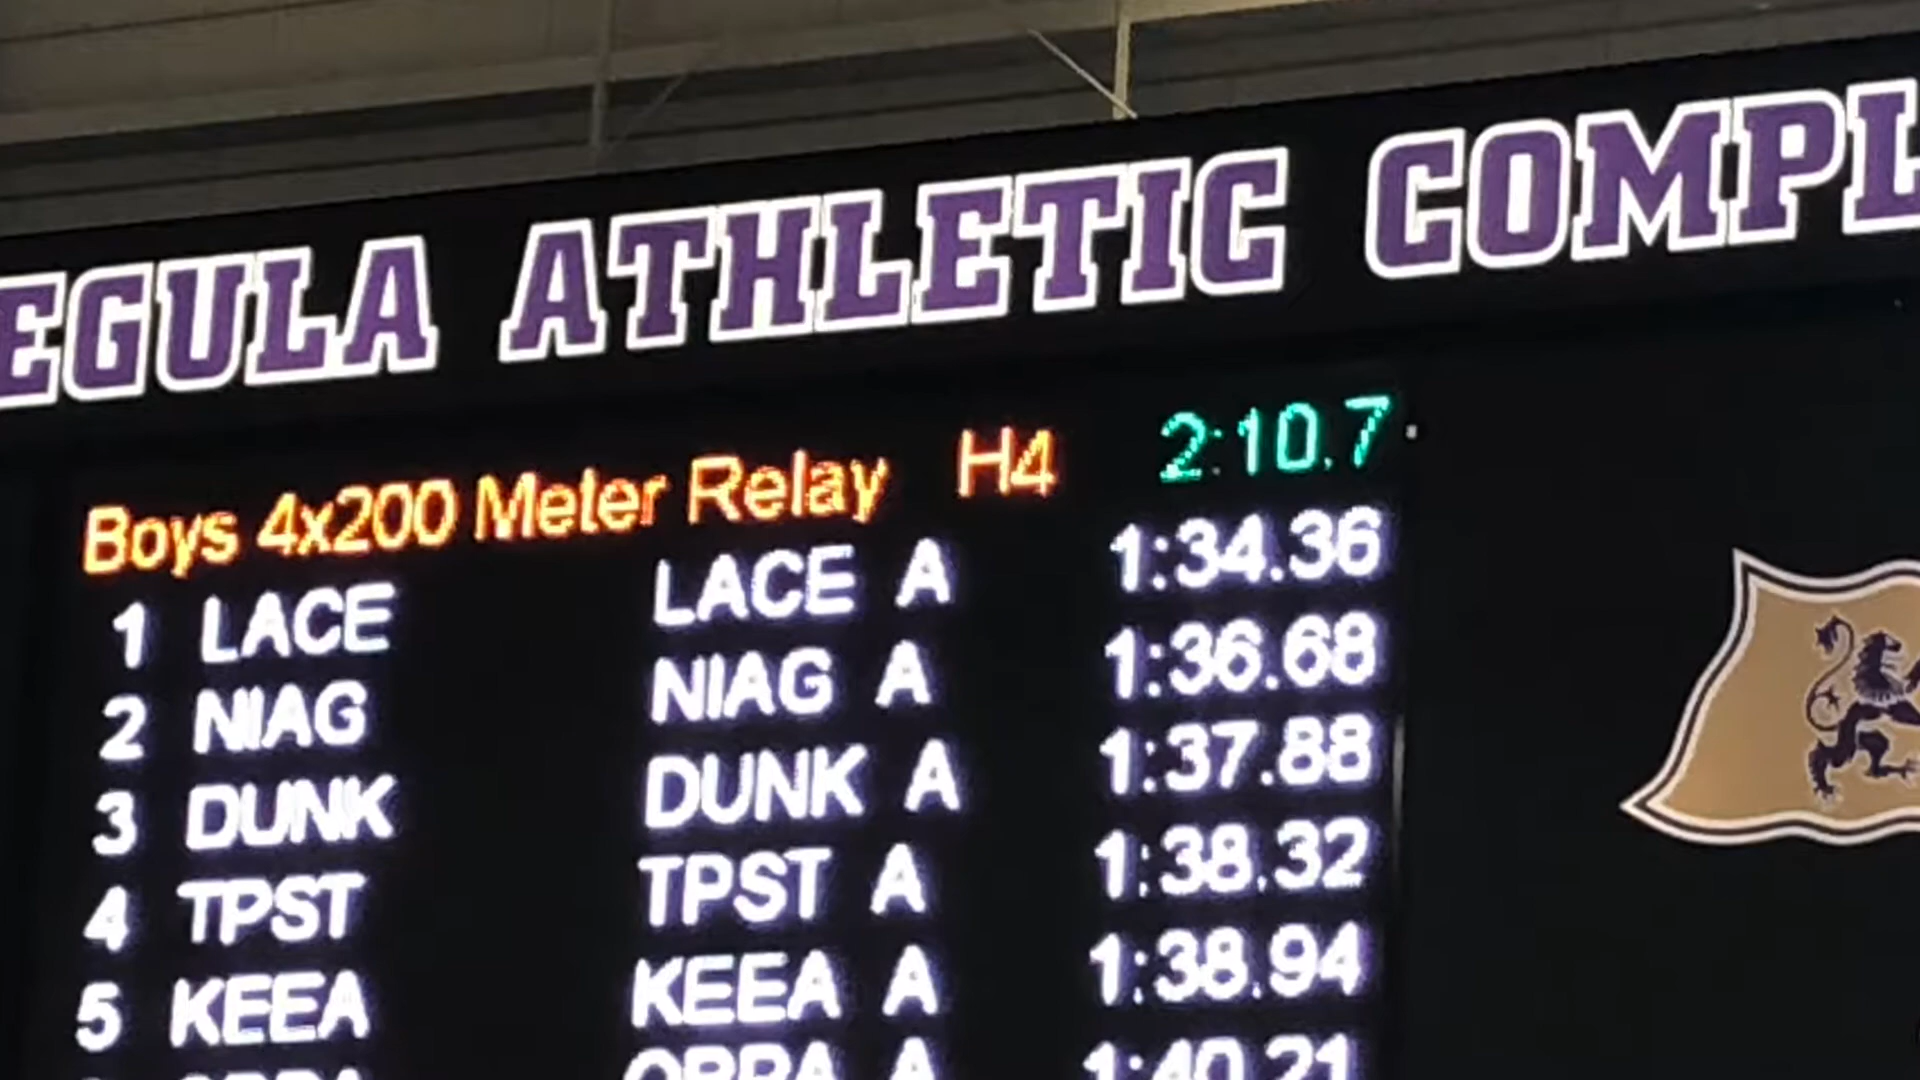 EGULA ATHLETIC COMPL
Boys 4x200 Meter Relay H4 2:10.7
1 LACE LACE A 1:34.36
2 NIAG NIAG A 1:36.68
3 DUNK DUNK A 1:37.88
4 TPST TPST A 1:38.32
5 KEEA KEEA A 1:38.94
A 1:40.21